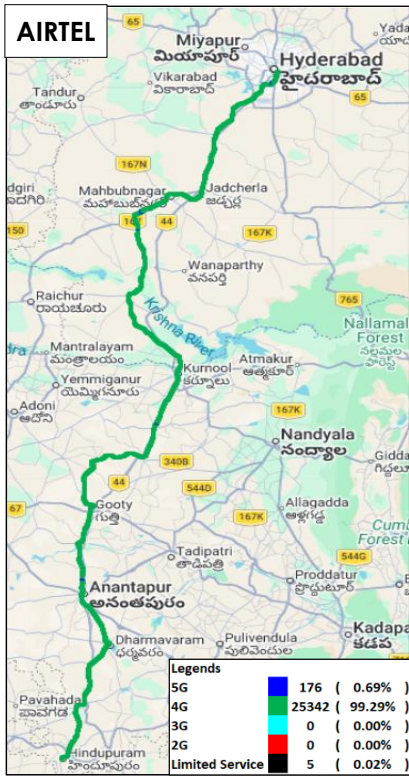 AIRTEL
65
Miyapur
మియాపూర్
Hyderabad
హైదరాబాద్
Vikarabad
వికారాబాద్
Tandur
తాండూరు
65
167N
Mahbubnagar
Jadcherla
జడ్చర్ల
44
150
167K
Wanaparthy
వనపర్తి
Raichur
రాయచూరు
765
Krishna River
Nallamal
Forest
Mantralayam
మంత్రాలయం
Kurnool
కర్నూలు
Atmakur
ఆత్మకూర్
Yemmiganur
యెమ్మిగనూరు
Adoni
ఆదోని
167K
Nandyala
నంద్యాల
340B
44
544D
67
Gooty
గుత్తి
167K
Allagadda
ఆళ్లగడ్డ
Tadipatri
తాడిపత్రి
544G
Anantapur
అనంతపురం
Proddatur
ప్రొద్దుటూర్
Dharmavaram
ధర్మవరం
Pulivendula
పులివెందుల
Kadapa
కడప
Pavahada
పావగడ
Hindupuram
హిందూపురం
Legends
5G 176 ( 0.69% )
4G 25342 ( 99.29% )
3G 0 ( 0.00% )
2G 0 ( 0.00% )
Limited Service 5 ( 0.02% )